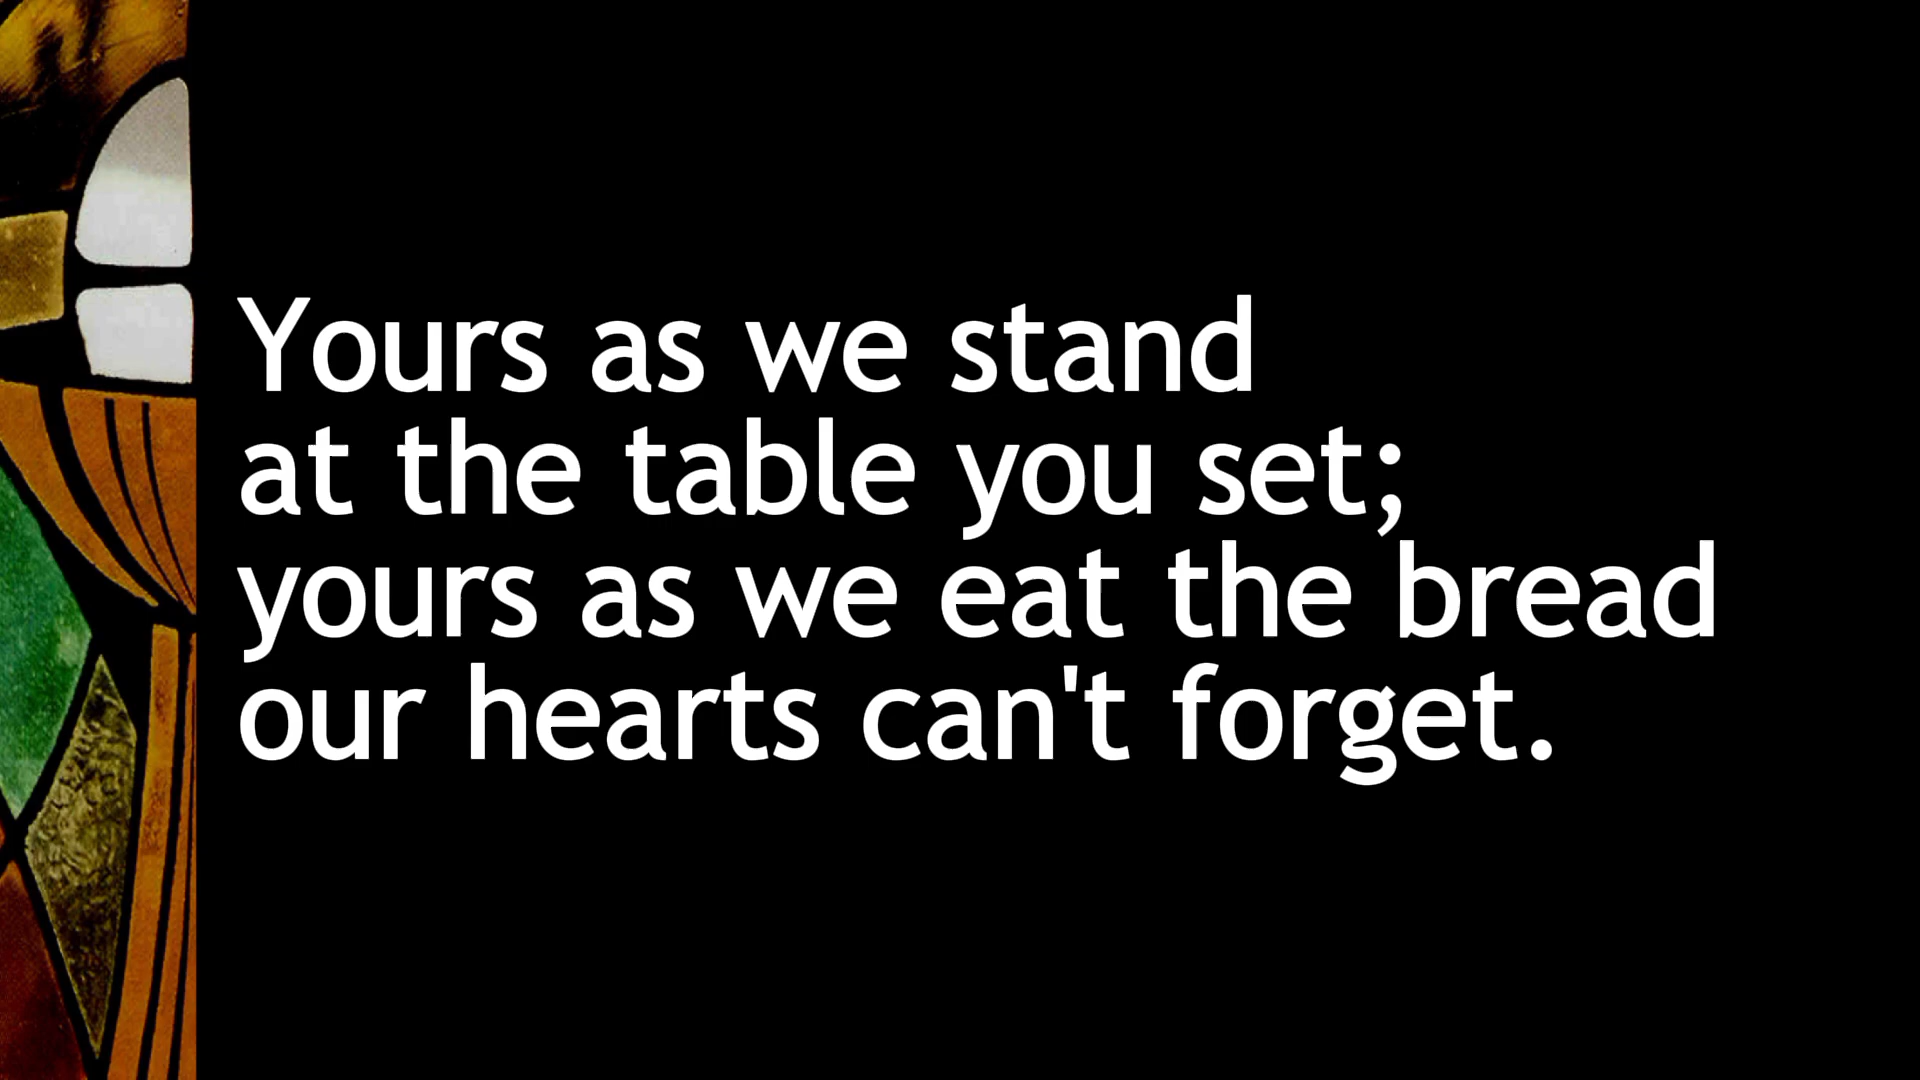 Yours as we stand
at the table you set;
yours as we eat the bread
our hearts can't forget.